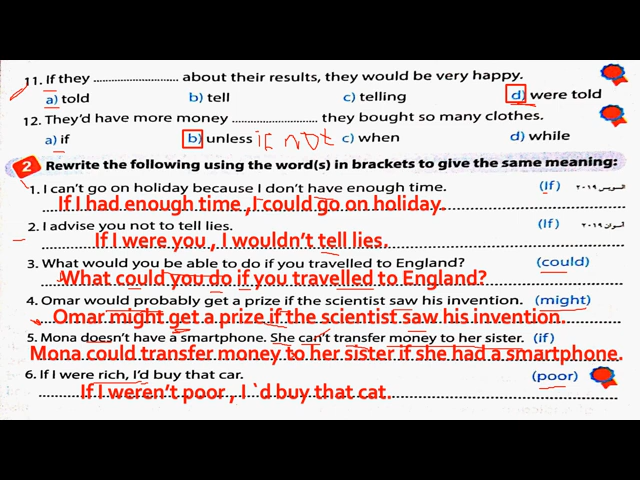 11. If they ........................ about their results, they would be very happy.
a) told b) tell c) telling d) were told
12. They'd have more money ........................ they bought so many clothes.
a) if b) unless if not c) when d) while
2 Rewrite the following using the word(s) in brackets to give the same meaning:
1. I can't go on holiday because I don't have enough time. (If) السويس ٢٠١٩
If I had enough time , I could go on holiday.
2. I advise you not to tell lies. (If) أسوان ٢٠١٩
If I were you , I wouldn't tell lies.
3. What would you be able to do if you travelled to England? (could)
What could you do if you travelled to England?
4. Omar would probably get a prize if the scientist saw his invention. (might)
Omar might get a prize if the scientist saw his invention.
5. Mona doesn't have a smartphone. She can't transfer money to her sister. (if)
Mona could transfer money to her sister if she had a smartphone.
6. If I were rich, I'd buy that car. (poor)
If I weren't poor , I `d buy that cat.